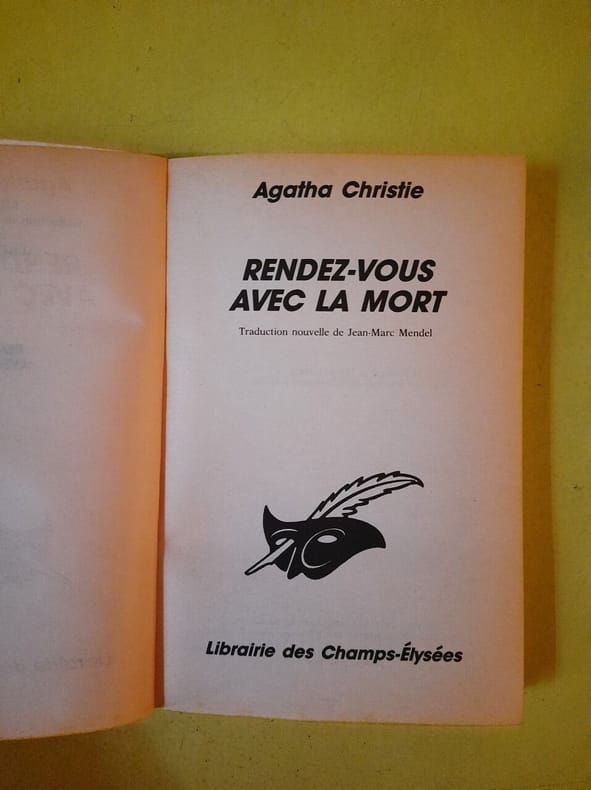 Agatha Christie
RENDEZ-VOUS
AVEC LA MORT
Traduction nouvelle de Jean-Marc Mendel
Librairie des Champs-Élysées